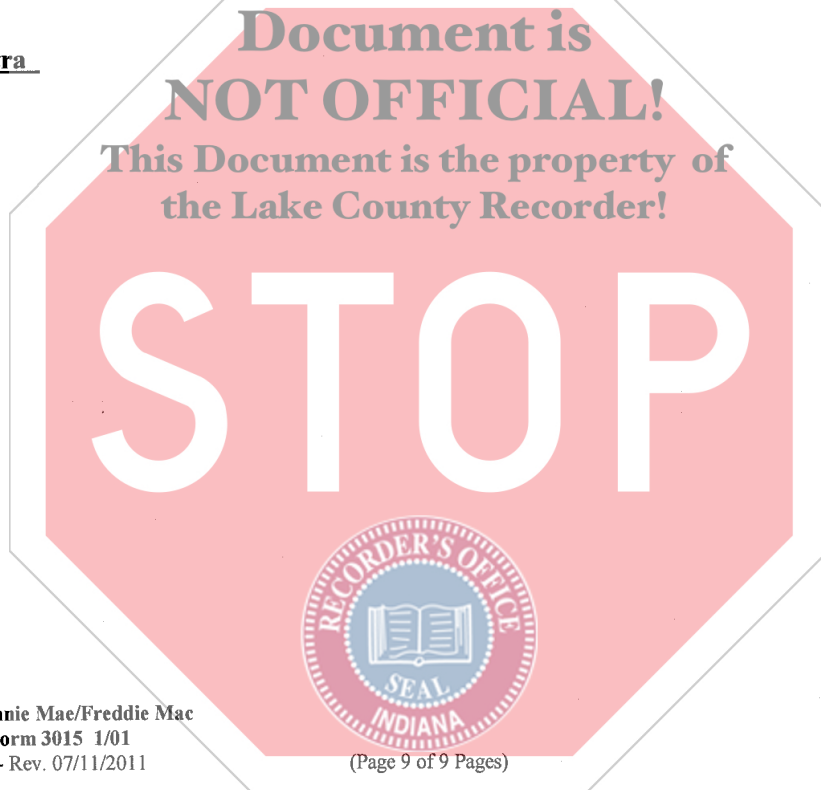 Document is
ra
NOT OFFICIAL!
This Document is the property of
the Lake County Recorder!
STOP
RECORDER'S OFFICE
SEAL
INDIANA
nie Mae/Freddie Mac
orm 3015 1/01
- Rev. 07/11/2011
(Page 9 of 9 Pages)